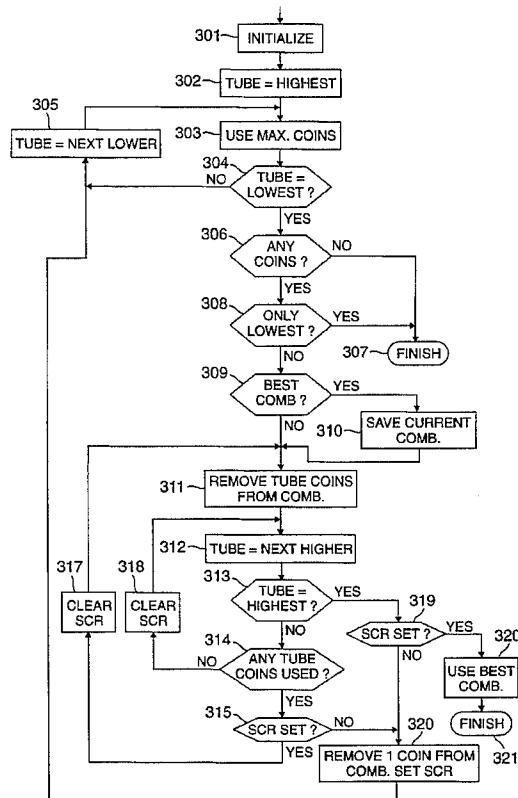 301
INITIALIZE
302
TUBE = HIGHEST
305
TUBE = NEXT LOWER
303
USE MAX. COINS
304
TUBE =
LOWEST ?
NO
YES
306
ANY
COINS ?
NO
YES
308
ONLY
LOWEST ?
YES
NO
307
FINISH
309
BEST
COMB ?
YES
NO
310
SAVE CURRENT
COMB.
311
REMOVE TUBE COINS
FROM COMB.
312
TUBE = NEXT HIGHER
317
CLEAR
SCR
318
CLEAR
SCR
313
TUBE =
HIGHEST ?
YES
NO
319
SCR SET ?
YES
NO
320
USE BEST
COMB.
314
ANY TUBE
COINS USED ?
NO
YES
FINISH
321
315
SCR SET ?
NO
YES
320
REMOVE 1 COIN FROM
COMB. SET SCR